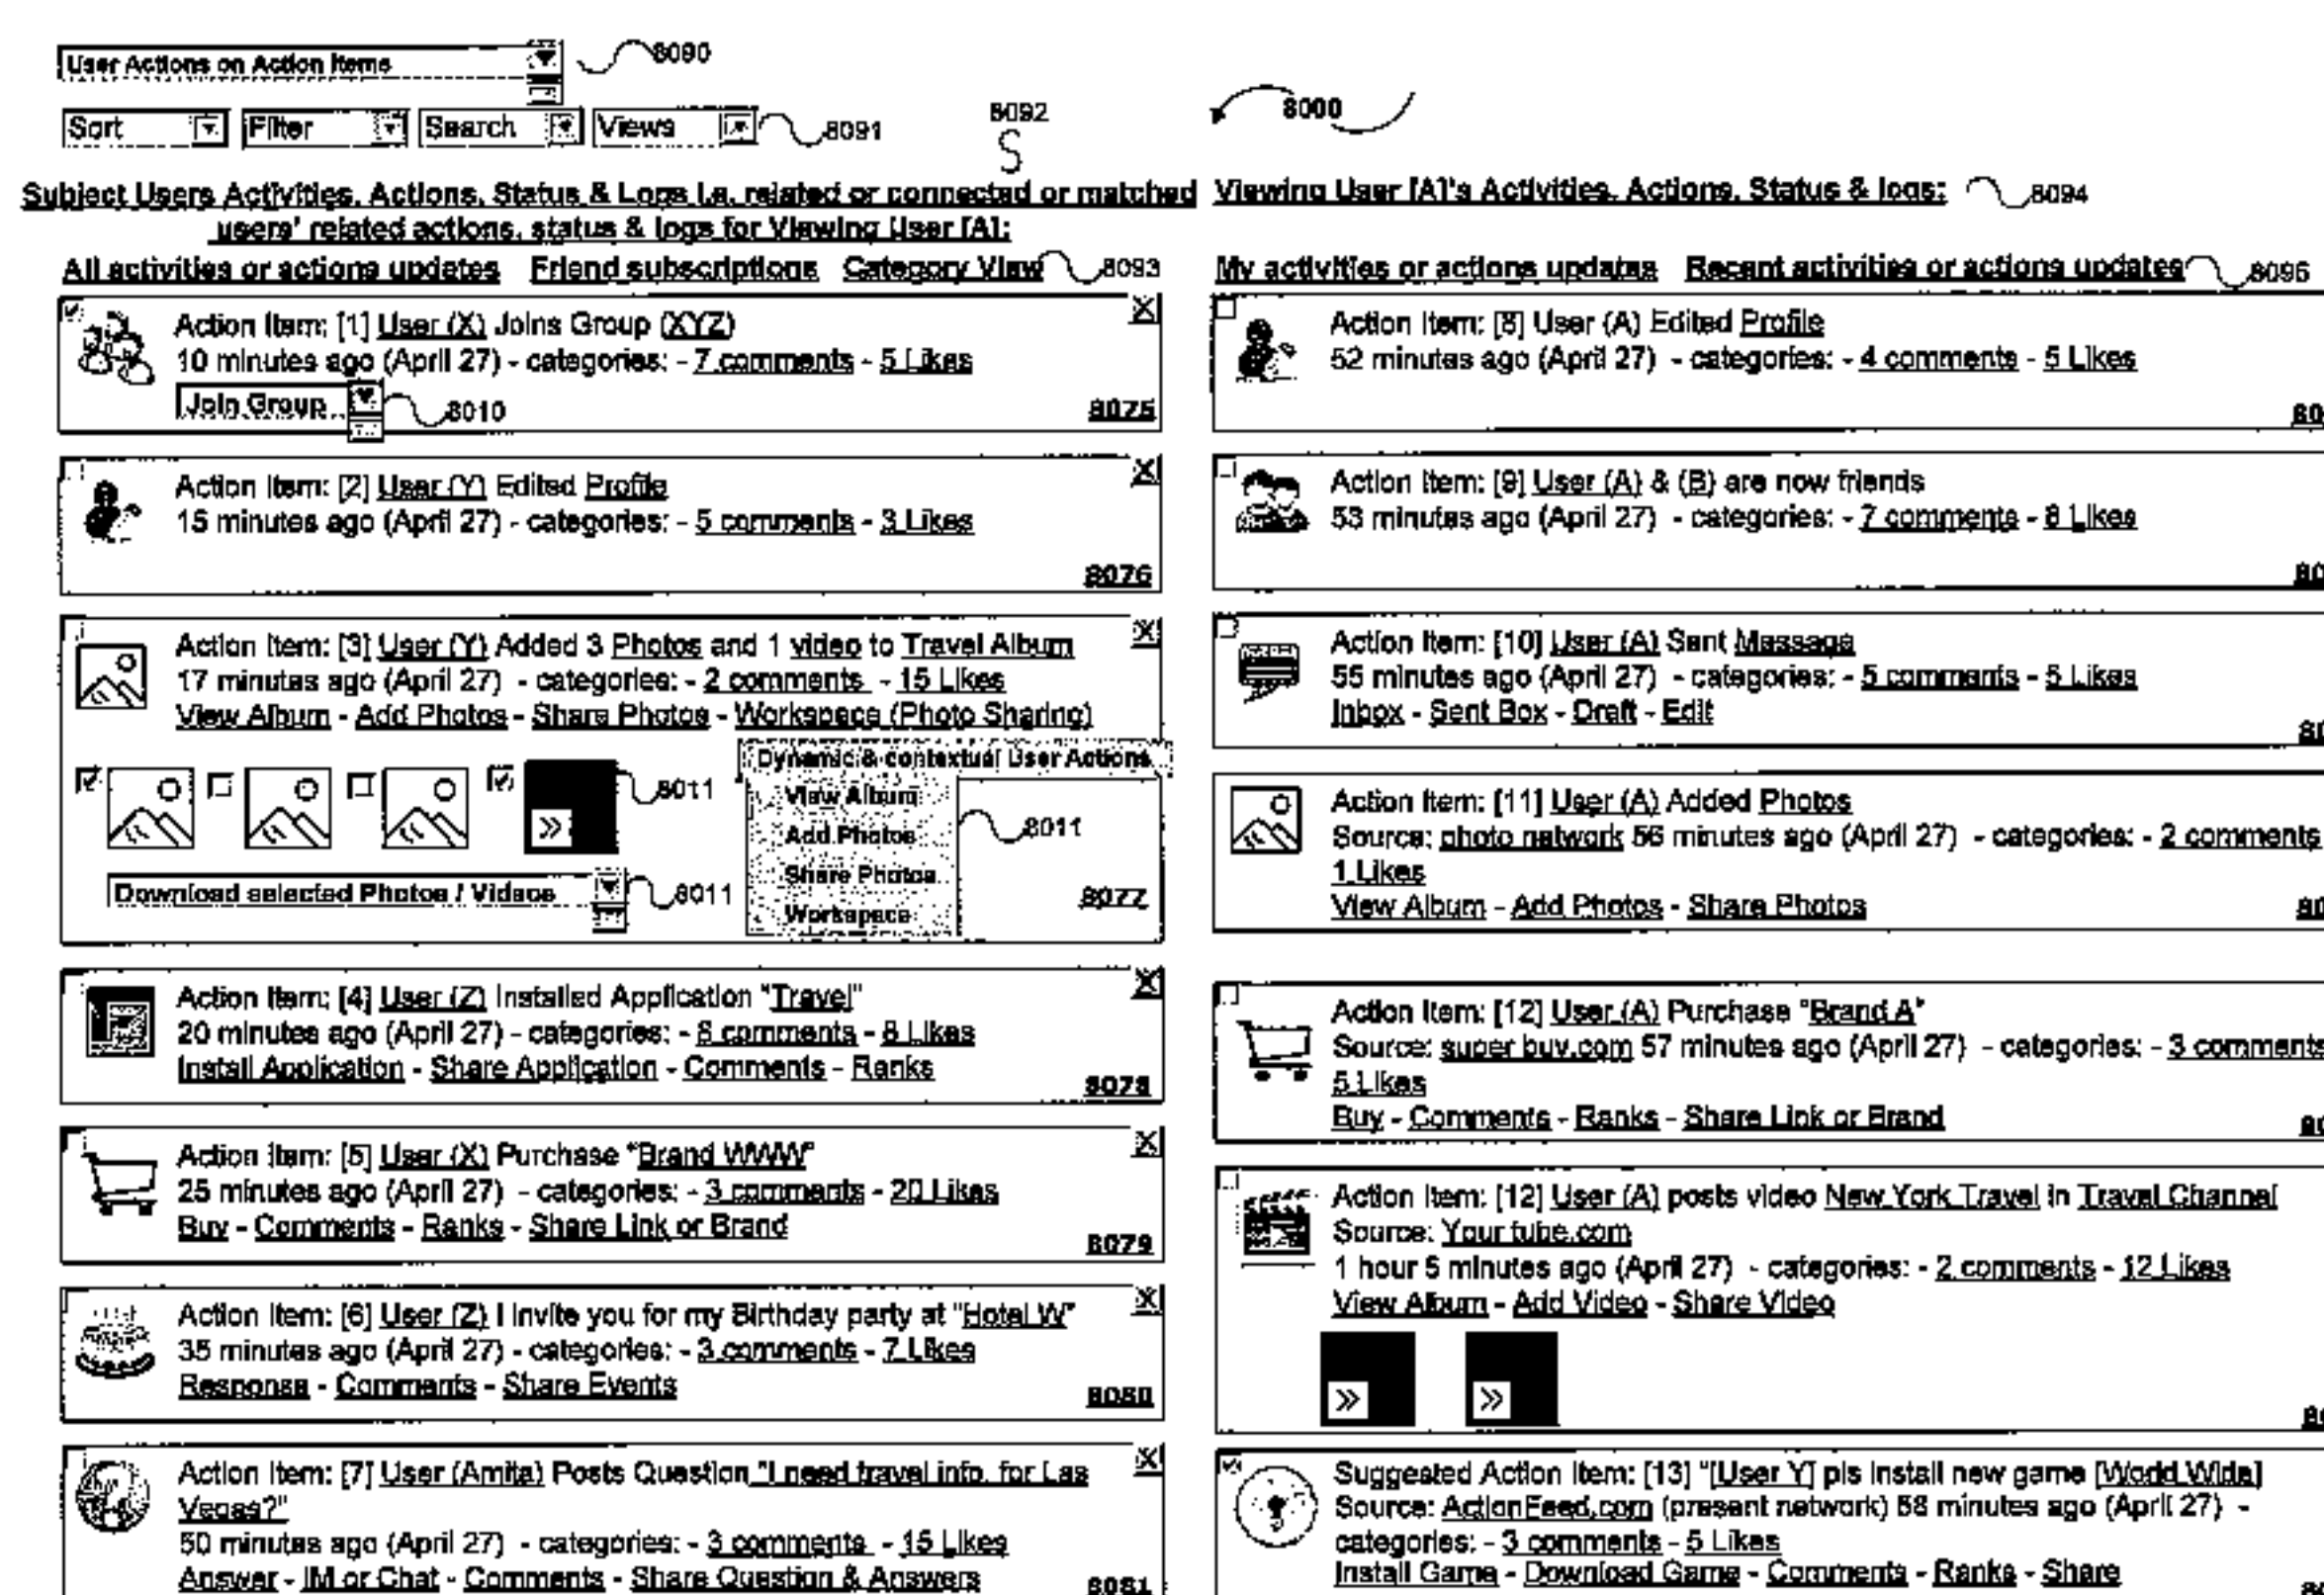 User Actions on Action Items
8090
Sort Filter Search Views
8091
8092
8000
Subject Users Activities, Actions, Status & Logs i.e. related or connected or matched
users' related actions, status & logs for Viewing User [A]:
All activities or actions updates Friend subscriptions Category View
8093
Action Item: [1] User (X) Joins Group (XYZ)
10 minutes ago (April 27) - categories: - 7 comments - 5 Likes
Join Group
8010
8075
X
Action Item: [2] User (Y) Edited Profile
15 minutes ago (April 27) - categories: - 5 comments - 3 Likes
8076
X
Action Item: [3] User (Y) Added 3 Photos and 1 video to Travel Album
17 minutes ago (April 27) - categories: - 2 comments - 15 Likes
View Album - Add Photos - Share Photos - Workspace (Photo Sharing)
X
Dynamic & contextual User Actions
View Album
Add Photos
Share Photos
Workspace
8011
8011
»
Download selected Photos / Videos
8011
8077
Action Item: [4] User (Z) Installed Application "Travel"
20 minutes ago (April 27) - categories: - comments - 8 Likes
Install Application - Share Application - Comments - Ranks
8078
X
Action Item: [5] User (X) Purchase "Brand WWW"
25 minutes ago (April 27) - categories: - 3 comments - 20 Likes
Buy - Comments - Ranks - Share Link or Brand
8079
X
Action Item: [6] User (Z) I invite you for my Birthday party at "Hotel W"
35 minutes ago (April 27) - categories: - 3 comments - 7 Likes
Response - Comments - Share Events
8080
X
Action Item: [7] User (Amita) Posts Question "I need travel info. for Las
Vegas?"
50 minutes ago (April 27) - categories: - 3 comments - 15 Likes
Answer - IM or Chat - Comments - Share Question & Answers
8081
X
Viewing User [A]'s Activities, Actions, Status & logs:
8094
My activities or actions updates Recent activities or actions updates
Action Item: [8] User (A) Edited Profile
52 minutes ago (April 27) - categories: - 4 comments - 5 Likes
Action Item: [9] User (A) & (B) are now friends
53 minutes ago (April 27) - categories: - 7 comments - Likes
Action Item: [10] User (A) Sent Message
55 minutes ago (April 27) - categories: - 5 comments - 5 Likes
Inbox - Sent Box - Draft - Edit
Action Item: [11] User (A) Added Photos
Source: photo network 56 minutes ago (April 27) - categories: - 2 comments
1 Likes
View Album - Add Photos - Share Photos
Action Item: [12] User (A) Purchase "Brand A"
Source: super buy.com 57 minutes ago (April 27) - categories: - 3 comments
5 Likes
Buy - Comments - Ranks - Share Link or Brand
Action Item: [12] User (A) posts video New York Travel in Travel Channel
Source: Your tube.com
1 hour 5 minutes ago (April 27) - categories: - 2 comments - 12 Likes
View Album - Add Video - Share Video
» »
Suggested Action Item: [13] "[User Y] pls install new game [World Wide]
Source: ActionFeed.com (present network) 58 minutes ago (April 27) -
categories: - 3 comments - 5 Likes
Install Game - Download Game - Comments - Ranks - Share